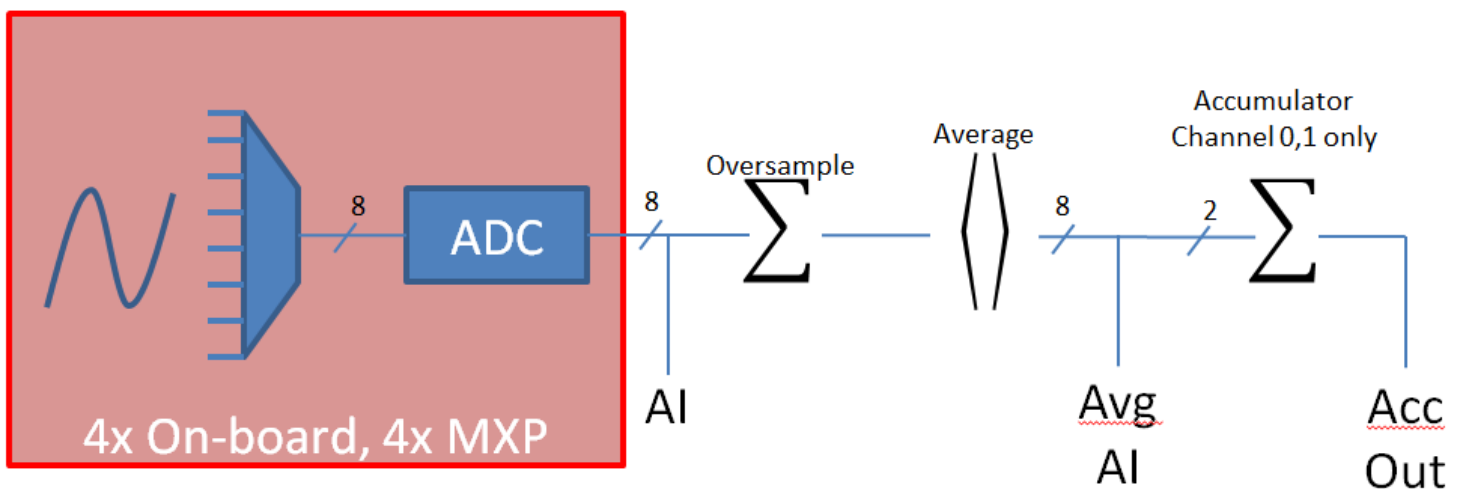 Accumulator
Channel 0,1 only
Average
Oversample
8
8
8
2
ADC
4x On-board, 4x MXP
AI
Avg
AI
Acc
Out